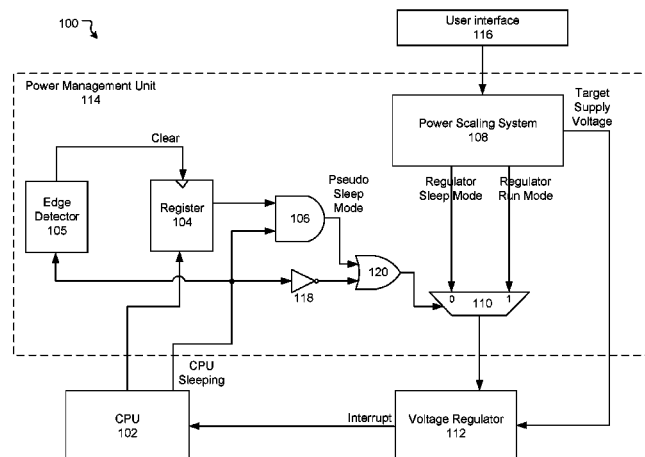 100
User interface
116
Power Management Unit
114
Target
Supply
Voltage
Power Scaling System
108
Clear
Edge
Detector
105
Register
104
106
Pseudo
Sleep
Mode
Regulator
Sleep Mode
Regulator
Run Mode
118
120
0
110
1
CPU
Sleeping
CPU
102
Interrupt
Voltage Regulator
112